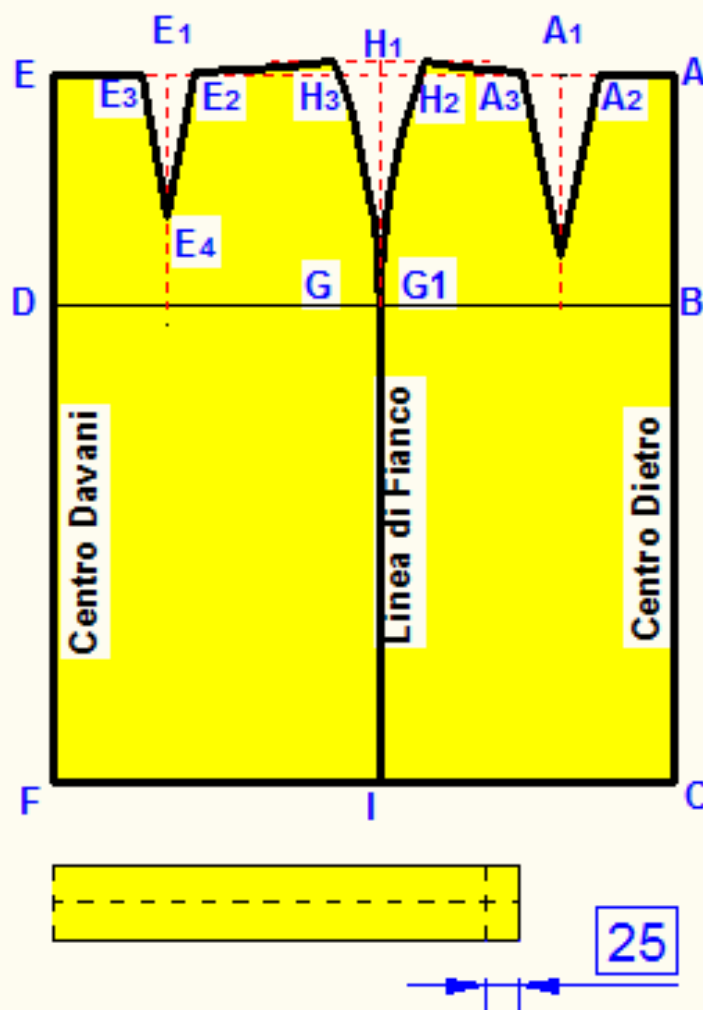 E1 H1 A1
E E3 E2 H3 H2 A3 A2 A
E4
D G G1 B
Centro Davani
Linea di Fianco
Centro Dietro
F I C
25